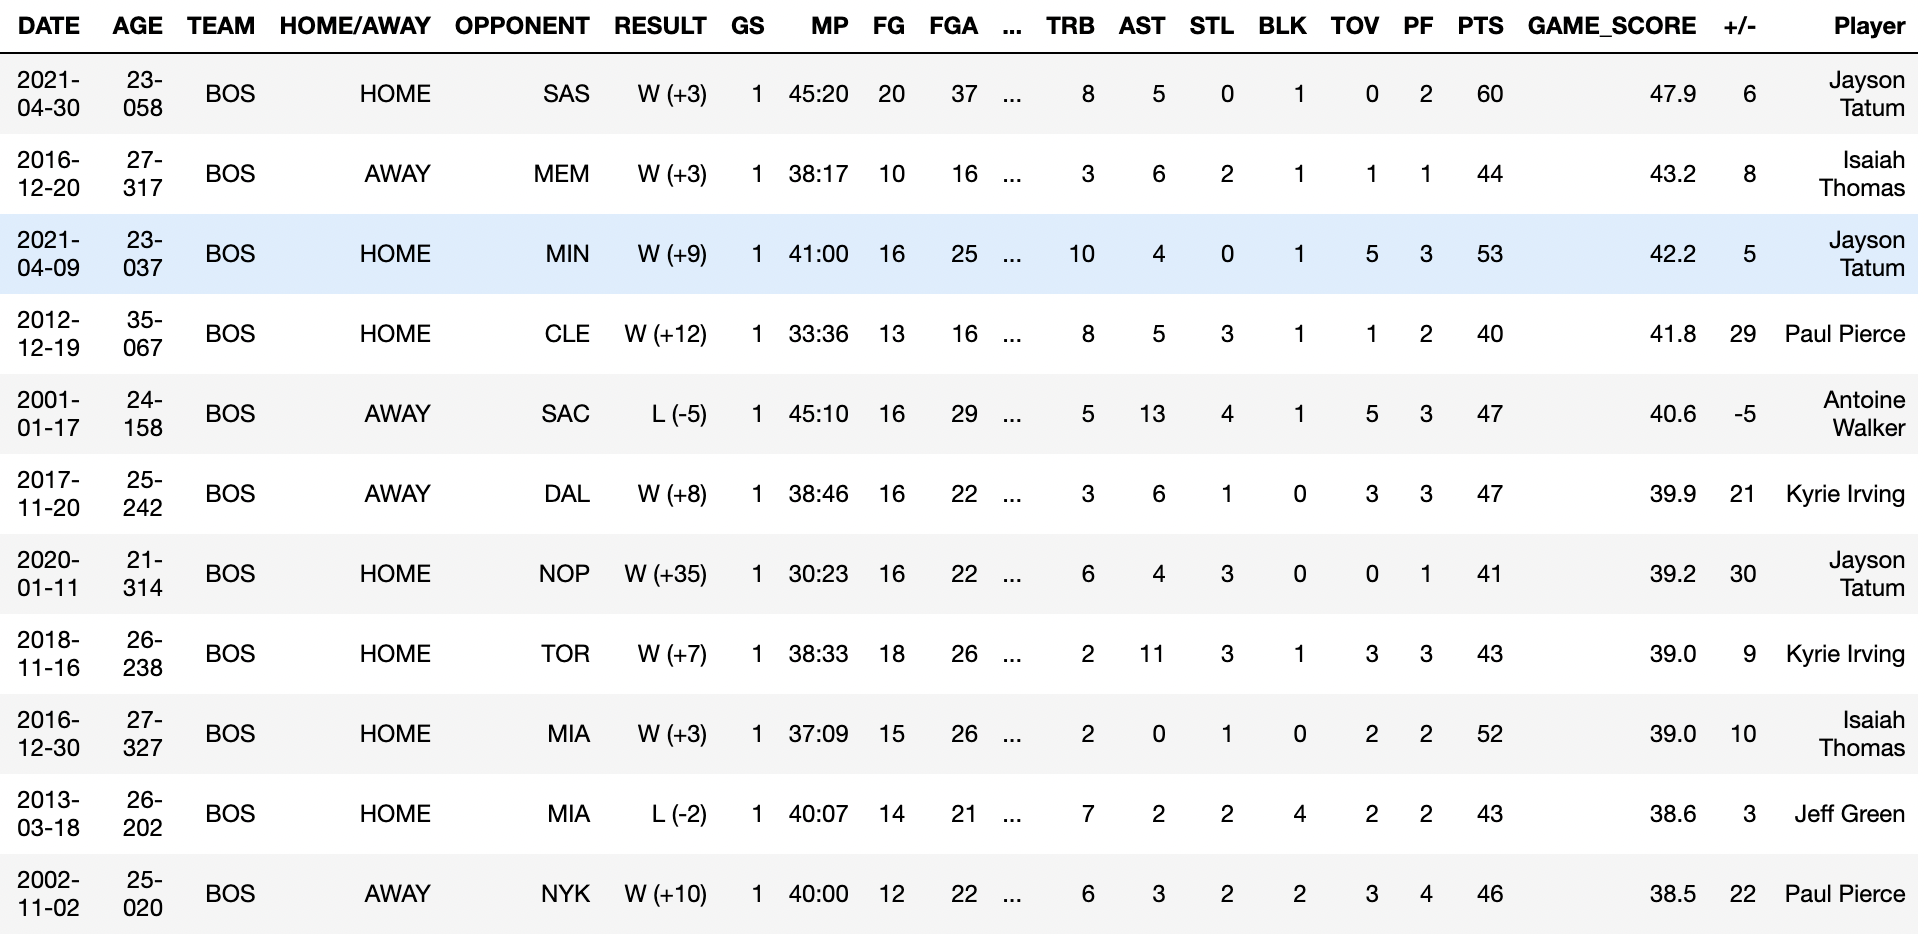 DATE AGE TEAM HOME/AWAY OPPONENT RESULT GS MP FG FGA ... TRB AST STL BLK TOV PF PTS GAME_SCORE +/- Player
2021-04-30 23-058 BOS HOME SAS W (+3) 1 45:20 20 37 ... 8 5 0 1 0 2 60 47.9 6 Jayson Tatum
2016-12-20 27-317 BOS AWAY MEM W (+3) 1 38:17 10 16 ... 3 6 2 1 1 1 44 43.2 8 Isaiah Thomas
2021-04-09 23-037 BOS HOME MIN W (+9) 1 41:00 16 25 ... 10 4 0 1 5 3 53 42.2 5 Jayson Tatum
2012-12-19 35-067 BOS HOME CLE W (+12) 1 33:36 13 16 ... 8 5 3 1 1 2 40 41.8 29 Paul Pierce
2001-01-17 24-158 BOS AWAY SAC L (-5) 1 45:10 16 29 ... 5 13 4 1 5 3 47 40.6 -5 Antoine Walker
2017-11-20 25-242 BOS AWAY DAL W (+8) 1 38:46 16 22 ... 3 6 1 0 3 3 47 39.9 21 Kyrie Irving
2020-01-11 21-314 BOS HOME NOP W (+35) 1 30:23 16 22 ... 6 4 3 0 0 1 41 39.2 30 Jayson Tatum
2018-11-16 26-238 BOS HOME TOR W (+7) 1 38:33 18 26 ... 2 11 3 1 3 3 43 39.0 9 Kyrie Irving
2016-12-30 27-327 BOS HOME MIA W (+3) 1 37:09 15 26 ... 2 0 1 0 2 2 52 39.0 10 Isaiah Thomas
2013-03-18 26-202 BOS HOME MIA L (-2) 1 40:07 14 21 ... 7 2 2 4 2 2 43 38.6 3 Jeff Green
2002-11-02 25-020 BOS AWAY NYK W (+10) 1 40:00 12 22 ... 6 3 2 2 3 4 46 38.5 22 Paul Pierce